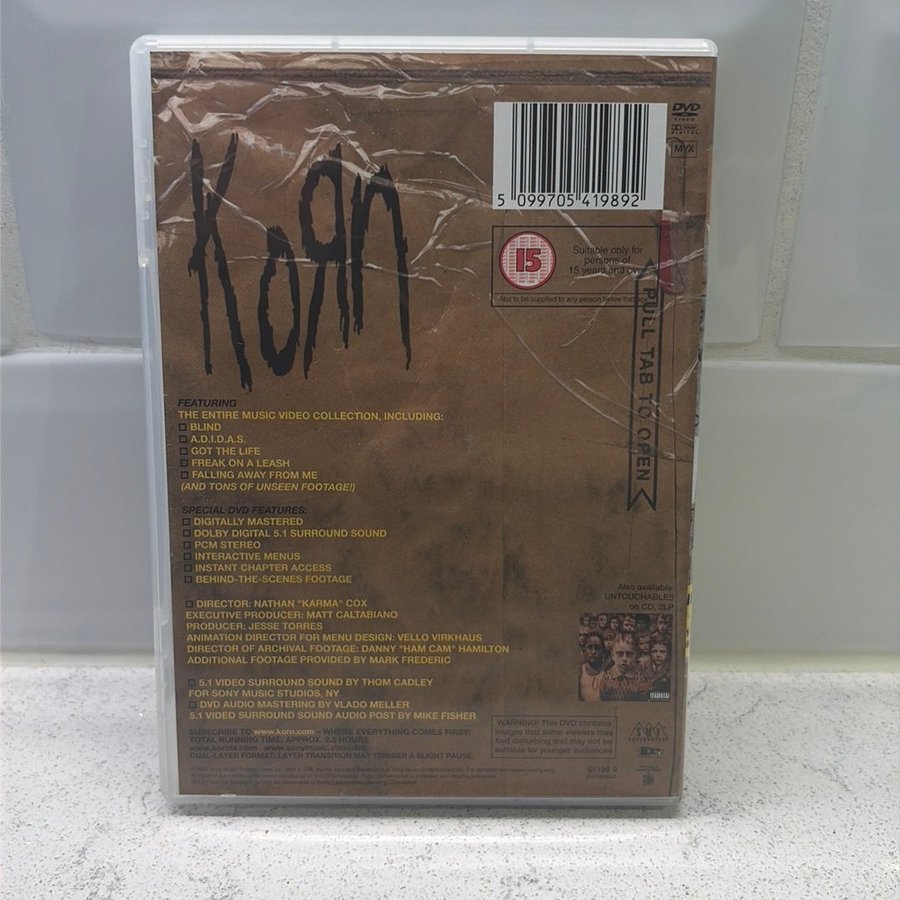 KoRn
DVD
VIDEO
DOLBY
DIGITAL
MVX
5 099705 419892
15
Suitable only for
persons of
15 years and over
Not to be supplied to any person below that age
PULL TAB TO OPEN
FEATURING
THE ENTIRE MUSIC VIDEO COLLECTION, INCLUDING:
BLIND
A.D.I.D.A.S.
GOT THE LIFE
FREAK ON A LEASH
FALLING AWAY FROM ME
(AND TONS OF UNSEEN FOOTAGE!)
SPECIAL DVD FEATURES:
DIGITALLY MASTERED
DOLBY DIGITAL 5.1 SURROUND SOUND
PCM STEREO
INTERACTIVE MENUS
INSTANT CHAPTER ACCESS
BEHIND-THE-SCENES FOOTAGE
DIRECTOR: NATHAN "KARMA" COX
EXECUTIVE PRODUCER: MATT CALTABIANO
PRODUCER: JESSE TORRES
ANIMATION DIRECTOR FOR MENU DESIGN: VELLO VIRKHAUS
DIRECTOR OF ARCHIVAL FOOTAGE: DANNY "HAM CAM" HAMILTON
ADDITIONAL FOOTAGE PROVIDED BY MARK FREDERIC
Also available:
UNTOUCHABLES
on CD, 2LP
5.1 VIDEO SURROUND SOUND BY THOM CADLEY
FOR SONY MUSIC STUDIOS, NY
DVD AUDIO MASTERING BY VLADO MELLER
5.1 VIDEO SURROUND SOUND AUDIO POST BY MIKE FISHER
SUBSCRIBE TO www.korn.com - WHERE EVERYTHING COMES FIRST!
TOTAL RUNNING TIME: APPROX. 2.5 HOURS
www.korntv.com - www.sonymusic.com/dvd
DUAL-LAYER FORMAT: LAYER TRANSITION MAY TRIGGER A SLIGHT PAUSE.
WARNING! This DVD contains
images that some viewers may
find disturbing and may not be
suitable for younger audiences
54198 9